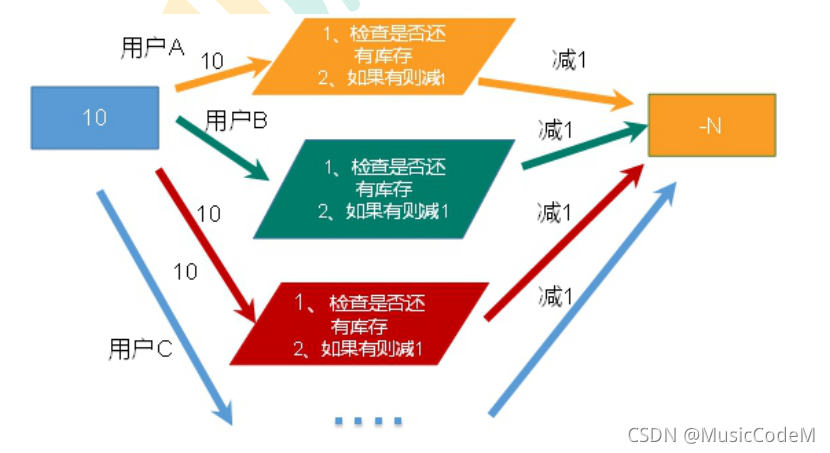 用户A
10
1、检查是否还
有库存
2、如果有则减1
减1
10
用户B
减1
-N
1、检查是否还
有库存
2、如果有则减1
10
减1
10
1、检查是否还
有库存
2、如果有则减1
减1
用户C
CSDN @MusicCodeM